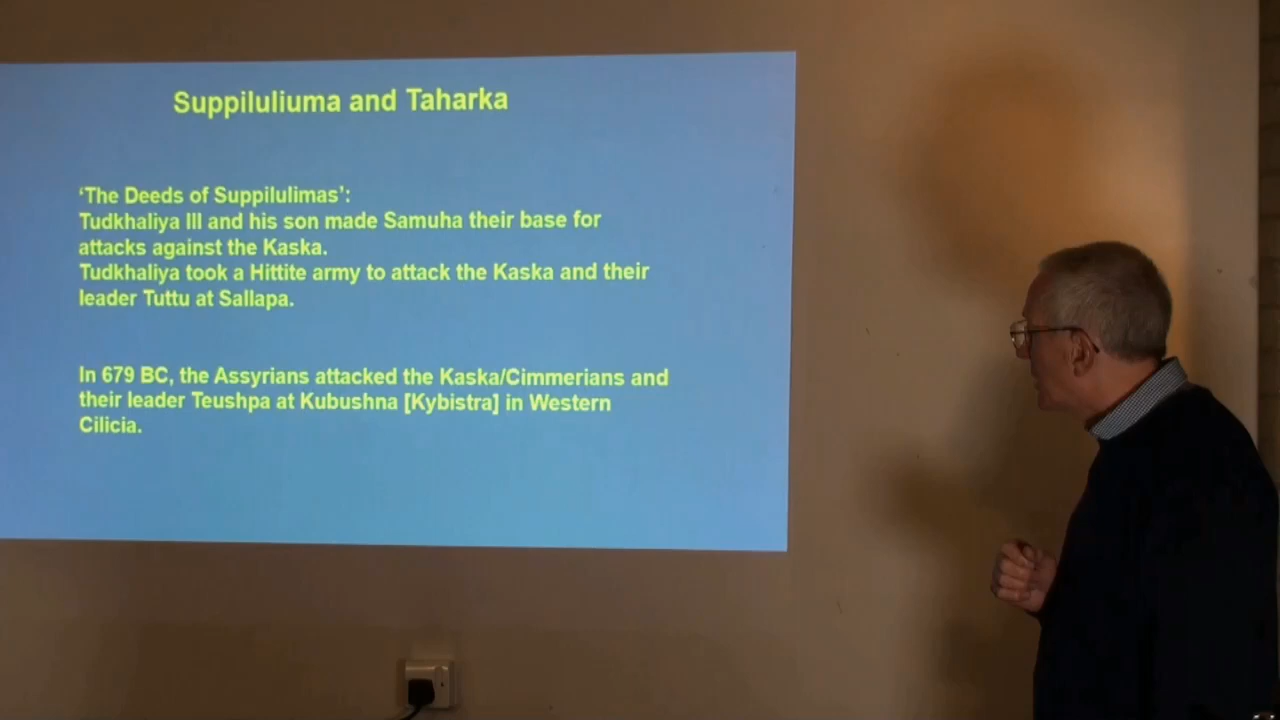 Suppiluliuma and Taharka
‘The Deeds of Suppilulimas’:
Tudkhaliya III and his son made Samuha their base for
attacks against the Kaska.
Tudkhaliya took a Hittite army to attack the Kaska and their
leader Tuttu at Sallapa.
In 679 BC, the Assyrians attacked the Kaska/Cimmerians and
their leader Teushpa at Kubushna [Kybistra] in Western
Cilicia.